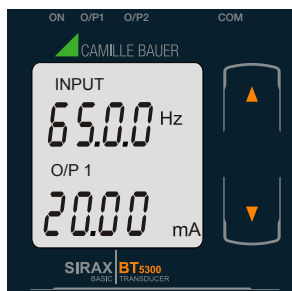 ON O/P1 O/P2 COM
CAMILLE BAUER
INPUT
65.0.0 Hz
O/P 1
20.00 mA
SIRAX BT5300
BASIC TRANSDUCER